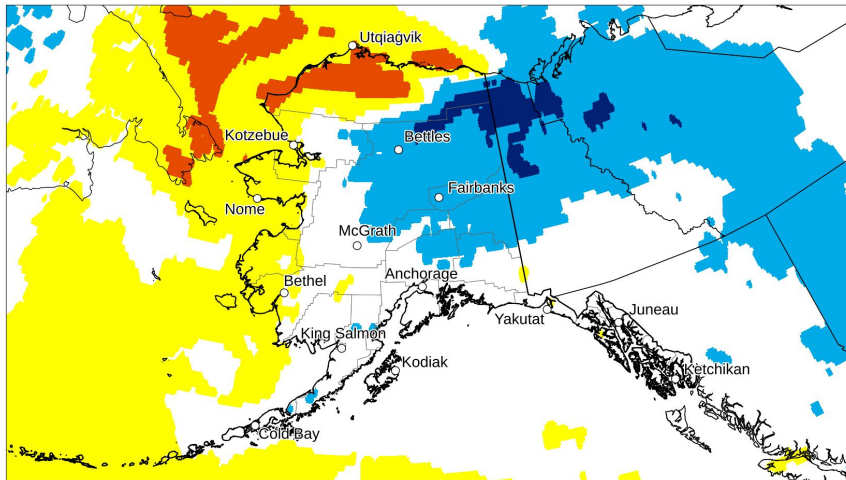 Utqiaġvik
Kotzebue
Bettles
Fairbanks
Nome
McGrath
Bethel
Anchorage
Yakutat
Juneau
King Salmon
Kodiak
Ketchikan
Cold Bay